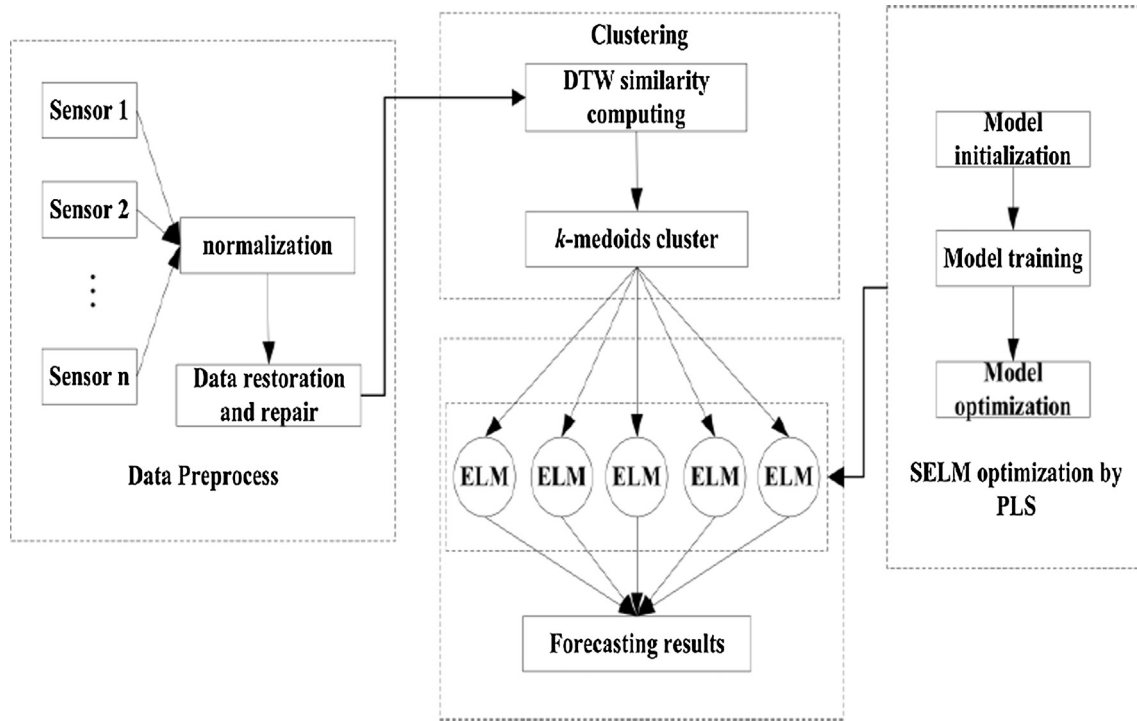 Sensor 1
Sensor 2
Sensor n
normalization
Data restoration
and repair
Data Preprocess
Clustering
DTW similarity
computing
k-medoids cluster
ELM
ELM
ELM
ELM
ELM
Forecasting results
Model
initialization
Model training
Model
optimization
SELM optimization by
PLS